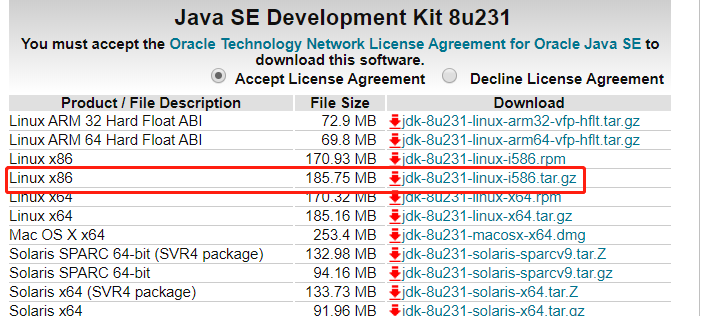 Java SE Development Kit 8u231
You must accept the Oracle Technology Network License Agreement for Oracle Java SE to
download this software.
Accept License Agreement Decline License Agreement
Product / File Description File Size Download
Linux ARM 32 Hard Float ABI 72.9 MB jdk-8u231-linux-arm32-vfp-hflt.tar.gz
Linux ARM 64 Hard Float ABI 69.8 MB jdk-8u231-linux-arm64-vfp-hflt.tar.gz
Linux x86 170.93 MB jdk-8u231-linux-i586.rpm
Linux x86 185.75 MB jdk-8u231-linux-i586.tar.gz
Linux x64 170.32 MB jdk-8u231-linux-x64.rpm
Linux x64 185.16 MB jdk-8u231-linux-x64.tar.gz
Mac OS X x64 253.4 MB jdk-8u231-macosx-x64.dmg
Solaris SPARC 64-bit (SVR4 package) 132.98 MB jdk-8u231-solaris-sparcv9.tar.Z
Solaris SPARC 64-bit 94.16 MB jdk-8u231-solaris-sparcv9.tar.gz
Solaris x64 (SVR4 package) 133.73 MB jdk-8u231-solaris-x64.tar.Z
Solaris x64 91.96 MB jdk-8u231-solaris-x64.tar.gz